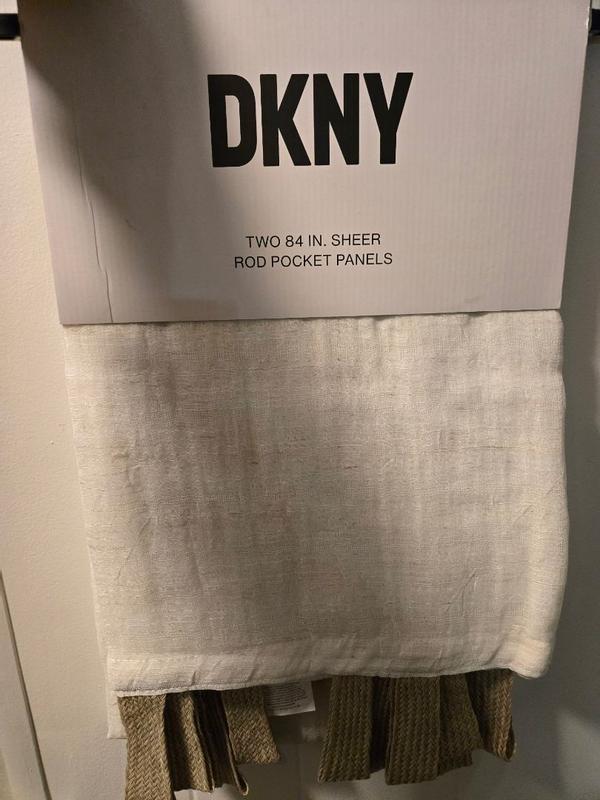 DKNY
TWO 84 IN. SHEER
ROD POCKET PANELS